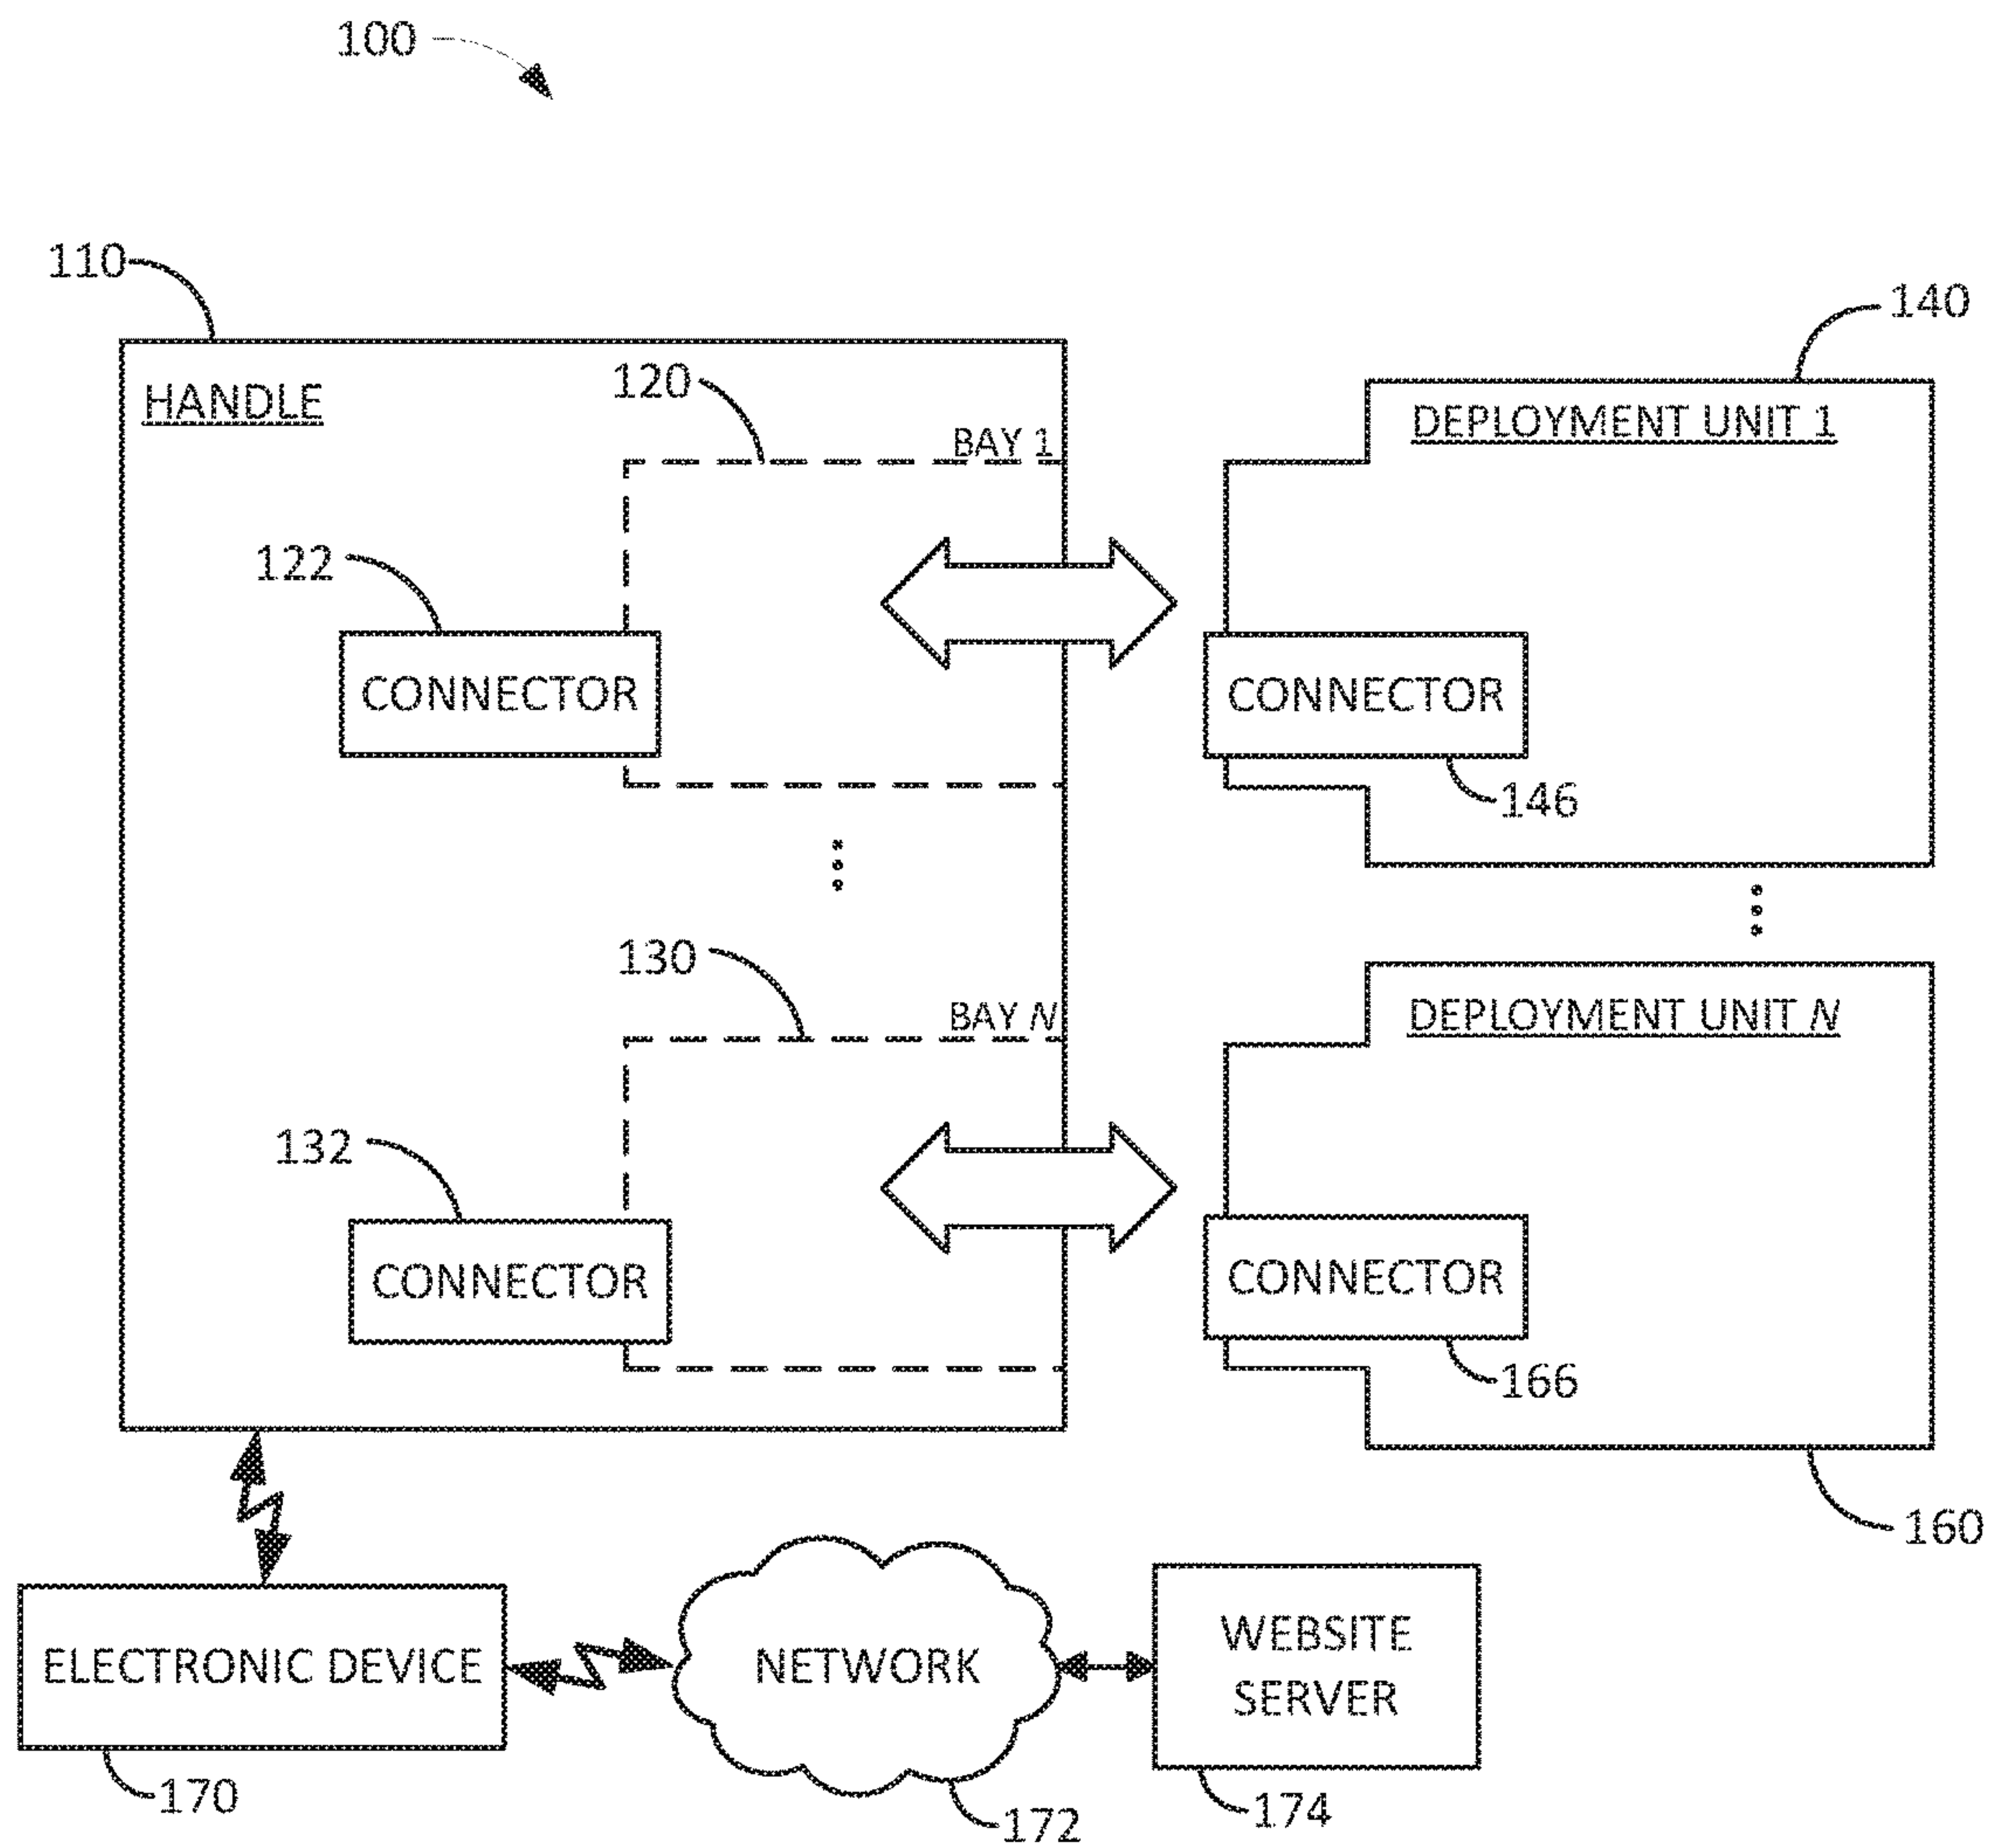 100
110
140
HANDLE
120
DEPLOYMENT UNIT 1
BAY 1
122
CONNECTOR
CONNECTOR
146
130
BAY N
DEPLOYMENT UNIT N
132
CONNECTOR
CONNECTOR
166
160
ELECTRONIC DEVICE
NETWORK
WEBSITE
SERVER
170
172
174